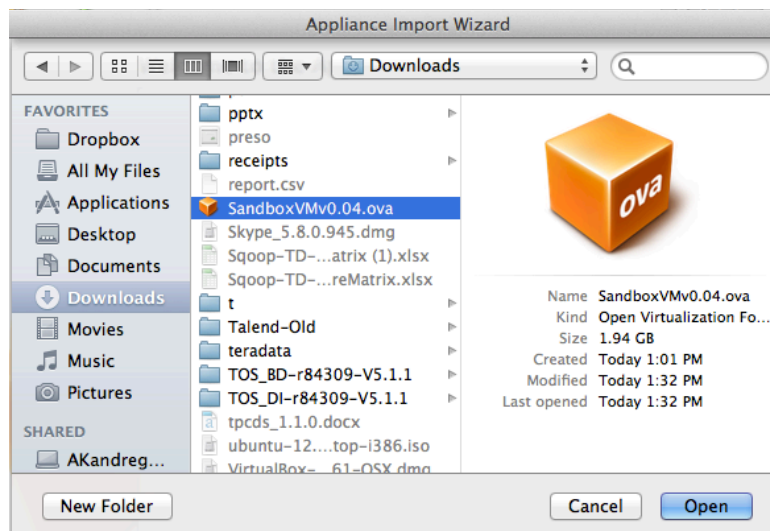 Appliance Import Wizard
Downloads
FAVORITES
Dropbox
All My Files
Applications
Desktop
Documents
Downloads
Movies
Music
Pictures
SHARED
AKandreg...
pptx
preso
receipts
report.csv
SandboxVMv0.04.ova
Skype_5.8.0.945.dmg
Sqoop-TD-...atrix (1).xlsx
Sqoop-TD-...reMatrix.xlsx
t
Talend-Old
teradata
TOS_BD-r84309-V5.1.1
TOS_DI-r84309-V5.1.1
tpcds_1.1.0.docx
ubuntu-12....top-i386.iso
VirtualBox-...61-OSX.dmg
ova
Name SandboxVMv0.04.ova
Kind Open Virtualization Fo...
Size 1.94 GB
Created Today 1:01 PM
Modified Today 1:32 PM
Last opened Today 1:32 PM
New Folder
Cancel
Open